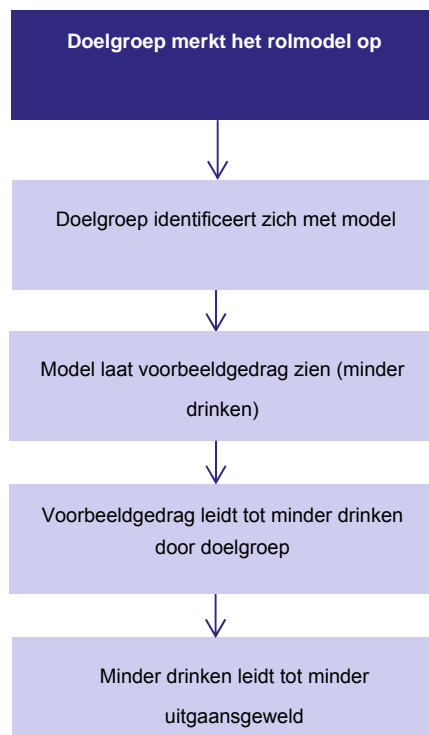 Doelgroep merkt het rolmodel op
Doelgroep identificeert zich met model
Model laat voorbeeldgedrag zien (minder
drinken)
Voorbeeldgedrag leidt tot minder drinken
door doelgroep
Minder drinken leidt tot minder
uitgaansgeweld